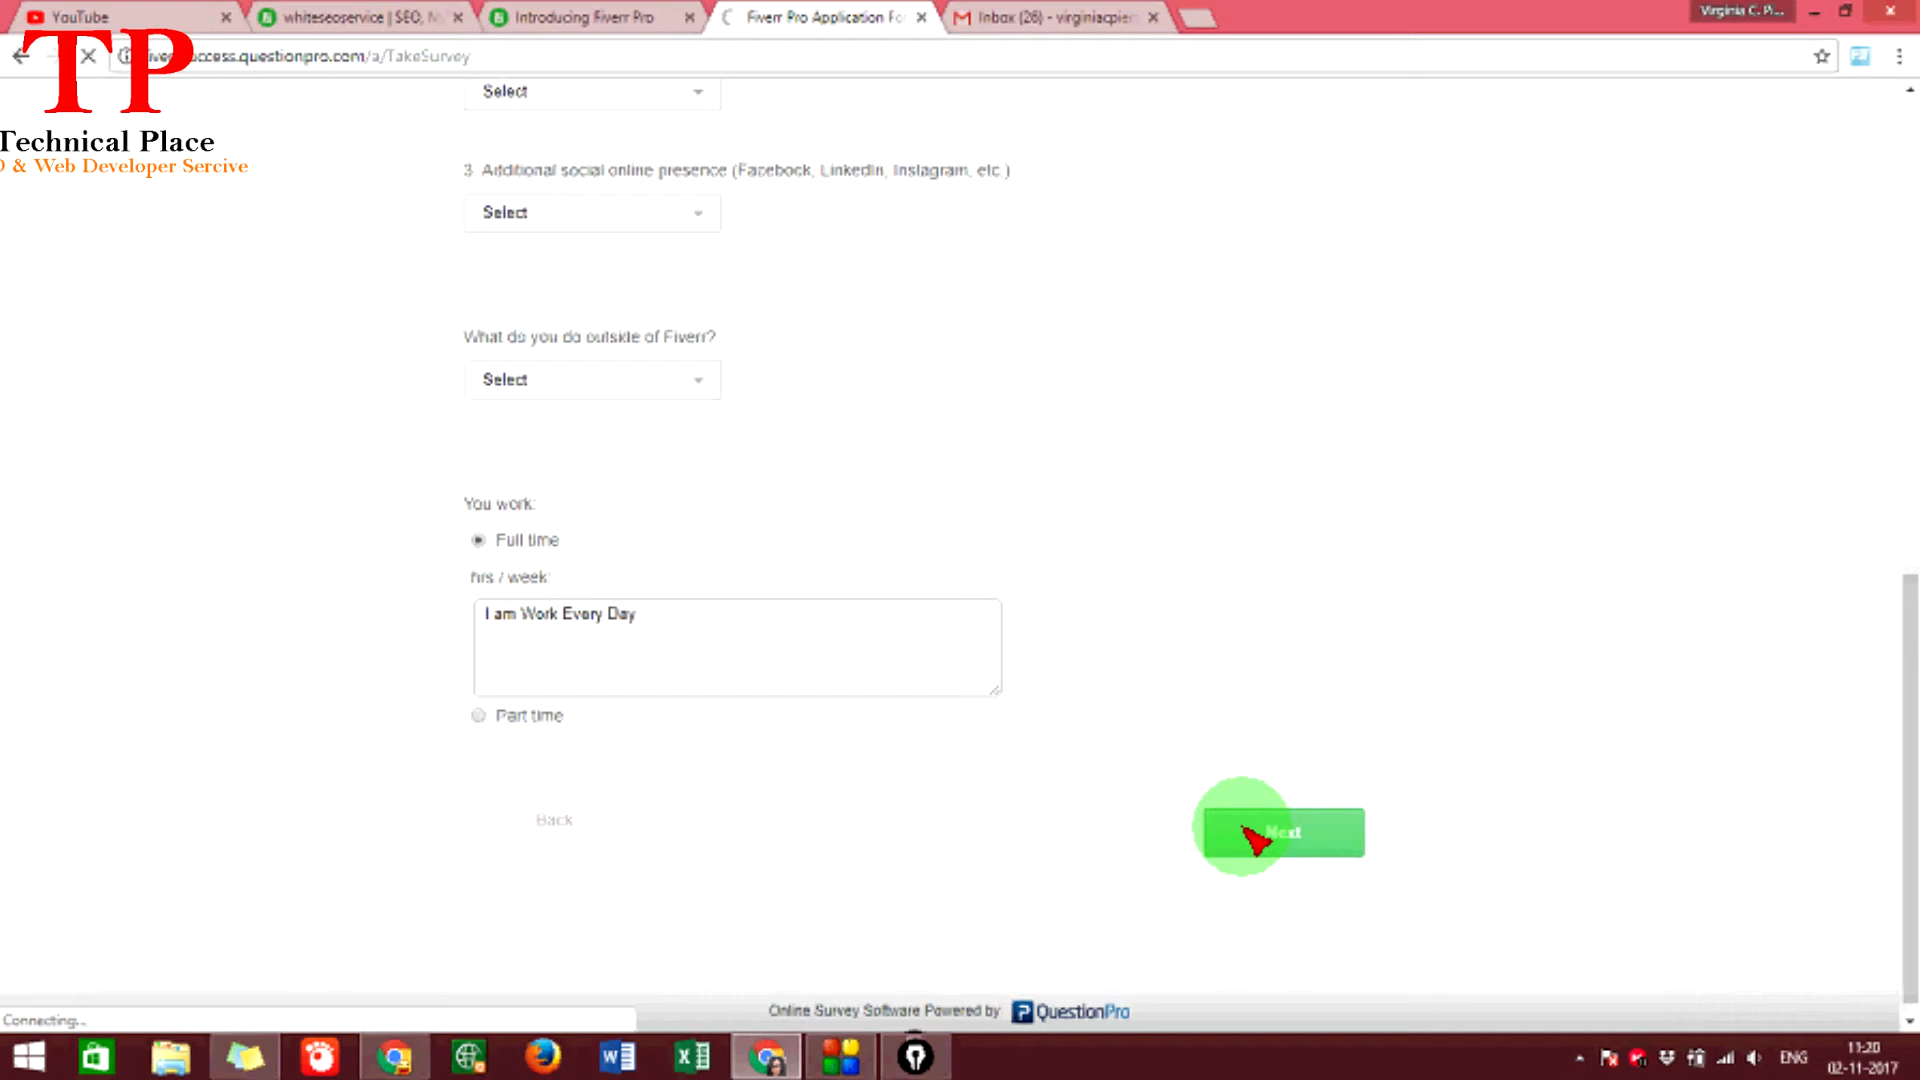 YouTube
whiteseoservice | SEO,
Introducing Fiverr Pro
Fiverr Pro Application Fo
Inbox (26) - virginiacpier
Virginia C. Pi...
questionpro.com/a/TakeSurvey
TP
Technical Place
& Web Developer Sercive
Select
3. Additional social online presence (Facebook, LinkedIn, Instagram, etc.)
Select
What do you do outside of Fiverr?
Select
You work:
Full time
hrs / week:
I am Work Every Day
Part time
Back
Next
Online Survey Software Powered by QuestionPro
Connecting...
ENG
11:20
02-11-2017